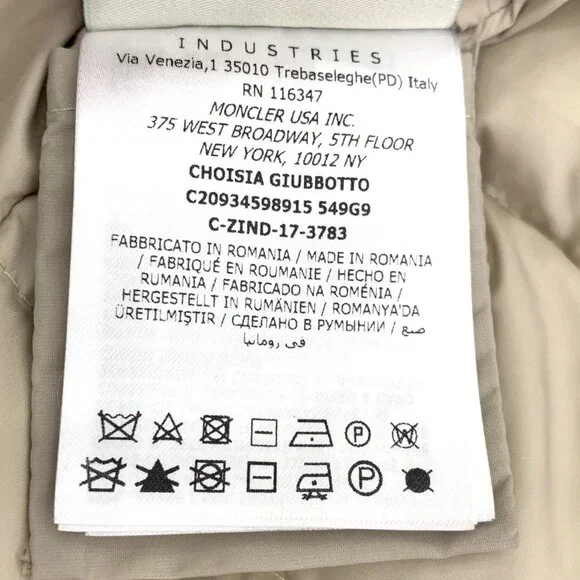 INDUSTRIES
Via Venezia,1 35010 Trebaseleghe(PD) Italy
RN 116347
MONCLER USA INC.
375 WEST BROADWAY, 5TH FLOOR
NEW YORK, 10012 NY
CHOISIA GIUBBOTTO
C20934598915 549G9
C-ZIND-17-3783
FABBRICATO IN ROMANIA / MADE IN ROMANIA
/ FABRIQUÉ EN ROUMANIE / HECHO EN
RUMANIA / FABRICADO NA ROMÉNIA /
HERGESTELLT IN RUMÄNIEN / ROMANYA'DA
ÜRETILMIŞTIR / СДЕЛАНО В РУМЫНИИ / صنع
في رومانيا
P W
P